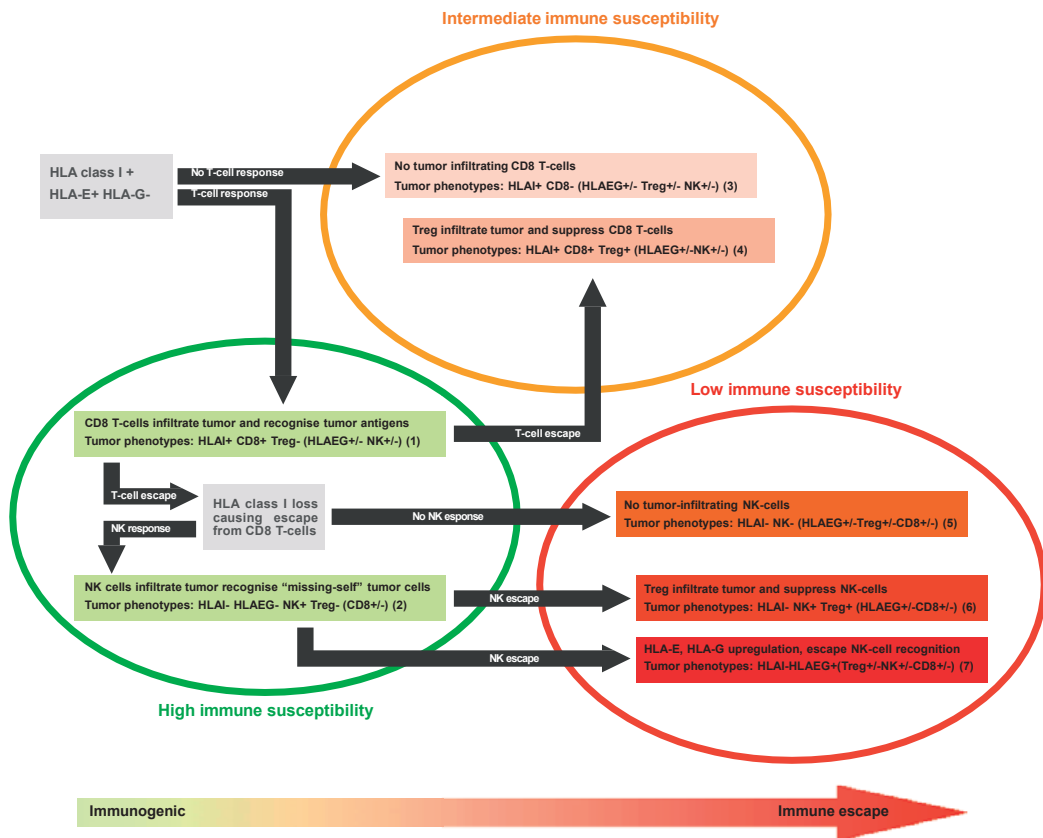 Intermediate immune susceptibility
HLA class I +
HLA-E+ HLA-G-
No T-cell response
T-cell response
No tumor infiltrating CD8 T-cells
Tumor phenotypes: HLAI+ CD8- (HLAEG+/- Treg+/- NK+/-) (3)
Treg infiltrate tumor and suppress CD8 T-cells
Tumor phenotypes: HLAI+ CD8+ Treg+ (HLAEG+/-NK+/-) (4)
Low immune susceptibility
CD8 T-cells infiltrate tumor and recognise tumor antigens
Tumor phenotypes: HLAI+ CD8+ Treg- (HLAEG+/- NK+/-) (1)
T-cell escape
T-cell escape
HLA class I loss
causing escape
from CD8 T-cells
NK response
No NK esponse
No tumor-infiltrating NK-cells
Tumor phenotypes: HLAI- NK- (HLAEG+/-Treg+/-CD8+/-) (5)
NK cells infiltrate tumor recognise “missing-self” tumor cells
Tumor phenotypes: HLAI- HLAEG- NK+ Treg- (CD8+/-) (2)
NK escape
Treg infiltrate tumor and suppress NK-cells
Tumor phenotypes: HLAI- NK+ Treg+ (HLAEG+/-CD8+/-) (6)
NK escape
HLA-E, HLA-G upregulation, escape NK-cell recognition
Tumor phenotypes: HLAI-HLAEG+(Treg+/-NK+/-CD8+/-) (7)
High immune susceptibility
Immunogenic
Immune escape